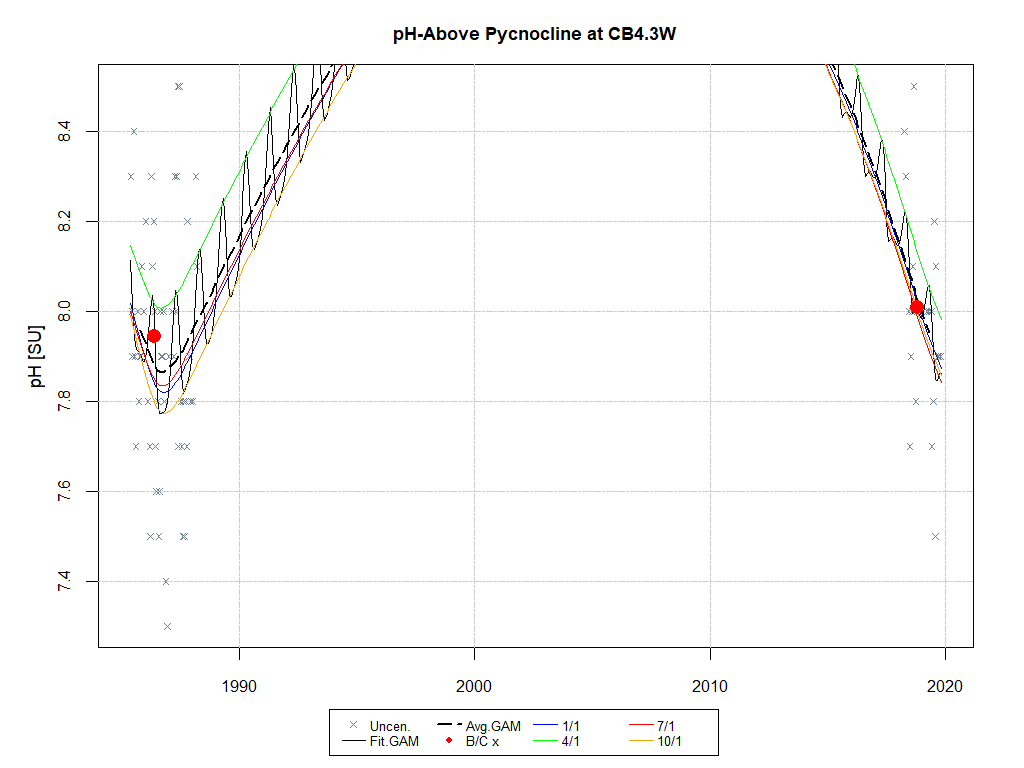 pH-Above Pycnocline at CB4.3W
pH [SU]
8.4
8.2
8.0
7.8
7.6
7.4
1990 2000 2010 2020
Uncen. Avg.GAM 1/1 7/1
Fit.GAM B/C x 4/1 10/1